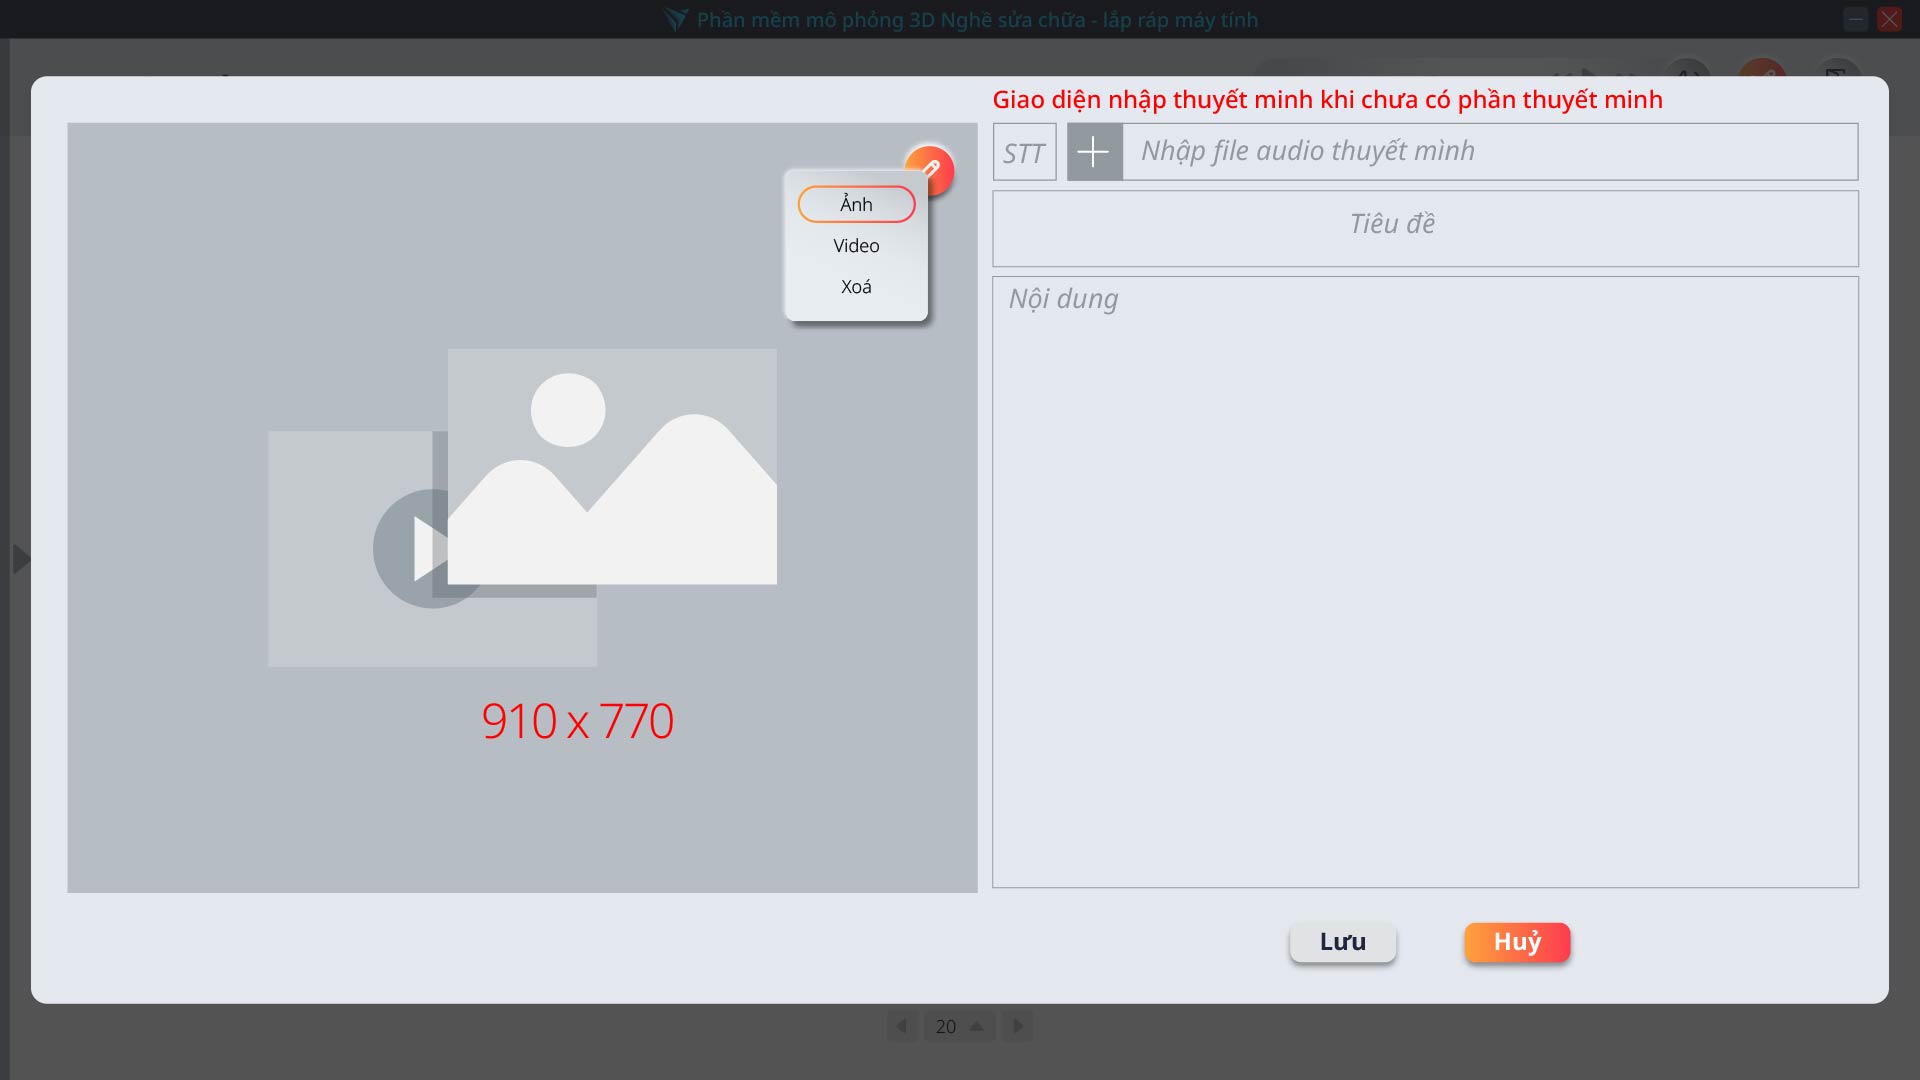 Phần mềm mô phỏng 3D Nghề sửa chữa - lắp ráp máy tính
Giao diện nhập thuyết minh khi chưa có phần thuyết minh
STT
Nhập file audio thuyết mình
Tiêu đề
Nội dung
Ảnh
Video
Xoá
910 x 770
Lưu
Huỷ
20